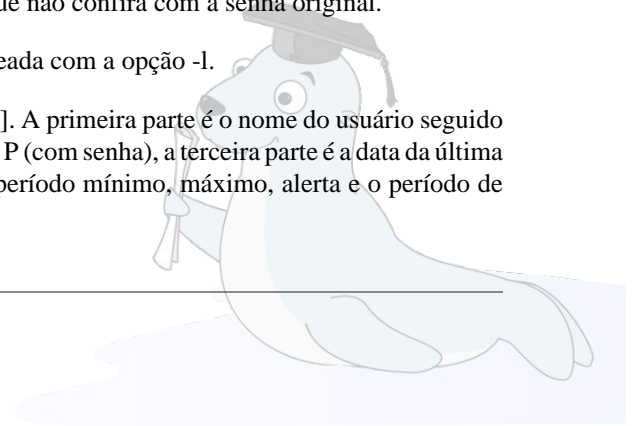 de não confira com a senha original.
eada com a opção -l.
]. A primeira parte é o nome do usuário seguido
P (com senha), a terceira parte é a data da última
período mínimo, máximo, alerta e o período de